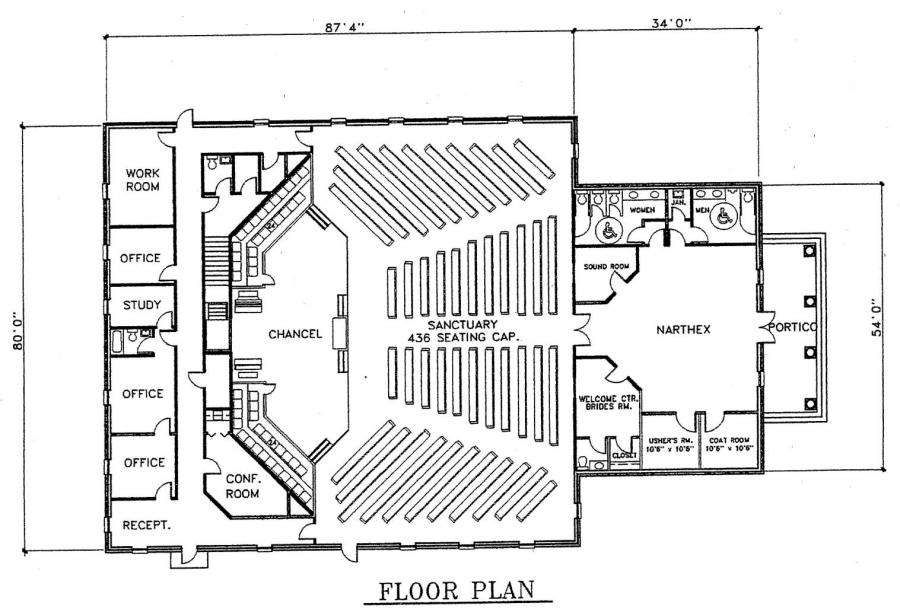 87'4"
34'0"
80'0"
54'0"
WORK
ROOM
OFFICE
STUDY
OFFICE
OFFICE
RECEPT.
CONF.
ROOM
CHANCEL
SANCTUARY
436 SEATING CAP.
WOMEN
JAN.
MEN
SOUND ROOM
NARTHEX
PORTICO
WELCOME CTR.
BRIDES RM.
CLOSET
USHER'S RM.
10'6" x 10'6"
COAT ROOM
10'6" x 10'6"
FLOOR PLAN